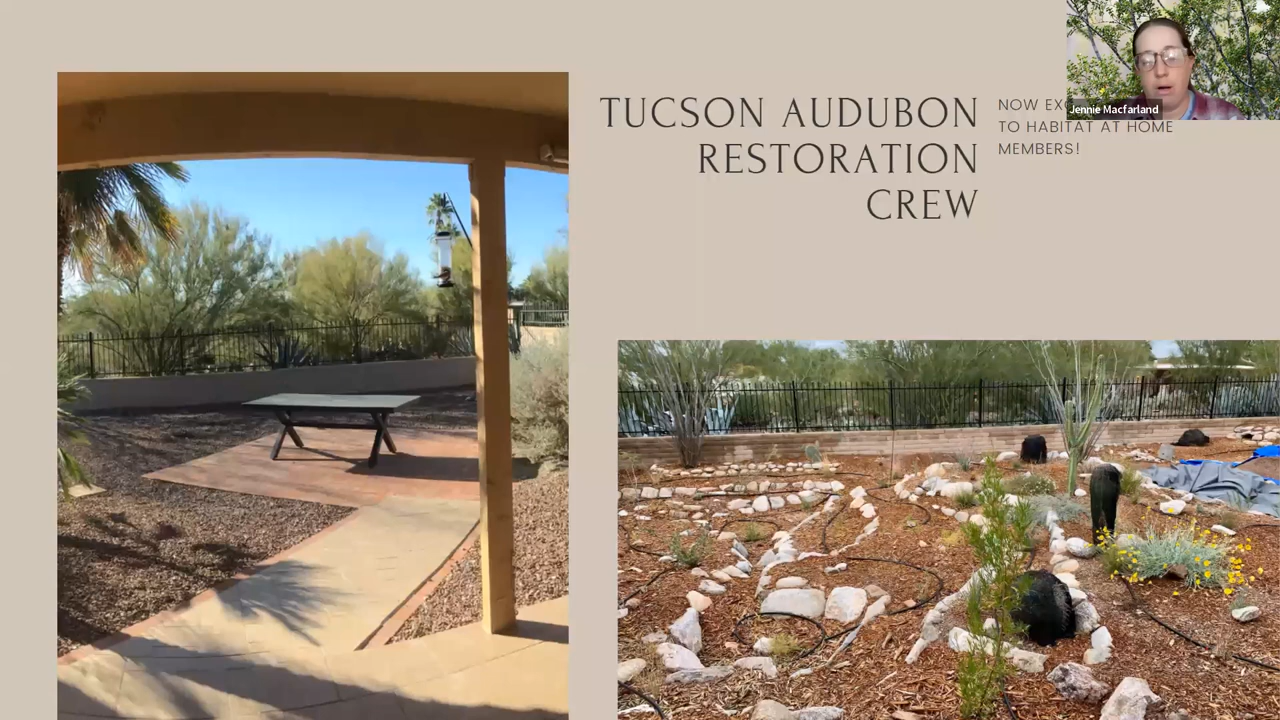 TUCSON AUDUBON
RESTORATION
CREW
NOW EX
TO HABITAT AT HOME
MEMBERS!
Jennie Macfarland